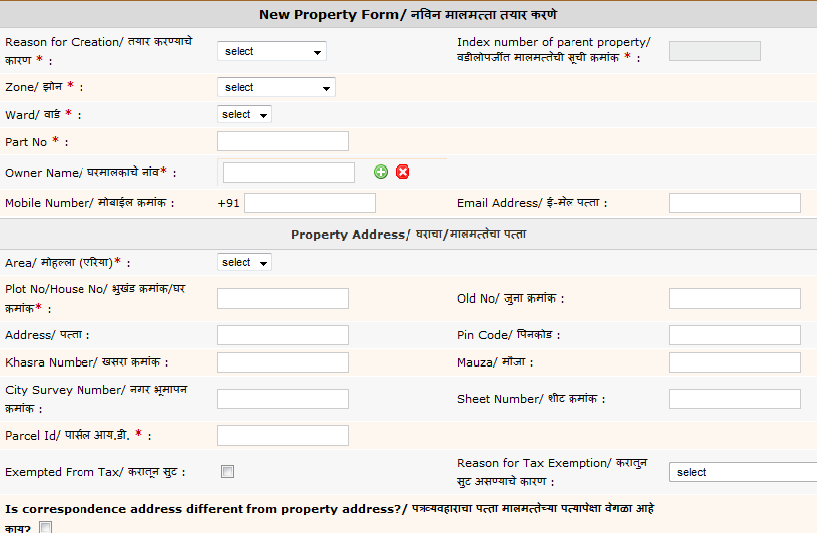 New Property Form/ नविन मालमत्ता तयार करणे
Reason for Creation/ तयार करण्याचे
कारण * :
select
Index number of parent property/
वडीलोपर्जीत मालमत्तेची सूची क्रमांक * :
Zone/ झोन * :
select
Ward/ वार्ड * :
select
Part No * :
Owner Name/ घरमालकाचे नांव* :
Mobile Number/ मोबाईल क्रमांक :
+91
Email Address/ ई-मेल पत्ता :
Property Address/ घराचा/मालमत्तेचा पत्ता
Area/ मोहल्ला (एरिया)* :
select
Plot No/House No/ भुखंड क्रमांक/घर
क्रमांक* :
Old No/ जुना क्रमांक :
Address/ पत्ता :
Pin Code/ पिनकोड :
Khasra Number/ खसरा क्रमांक :
Mauza/ मौजा :
City Survey Number/ नगर भूमापन
क्रमांक :
Sheet Number/ शीट क्रमांक :
Parcel Id/ पार्सल आय.डी. * :
Exempted From Tax/ करातून सुट :
Reason for Tax Exemption/ करातुन
सुट असण्याचे कारण :
select
Is correspondence address different from property address?/ पत्रव्यवहाराचा पत्ता मालमत्तेच्या पत्यापेक्षा वेगळा आहे
काय?